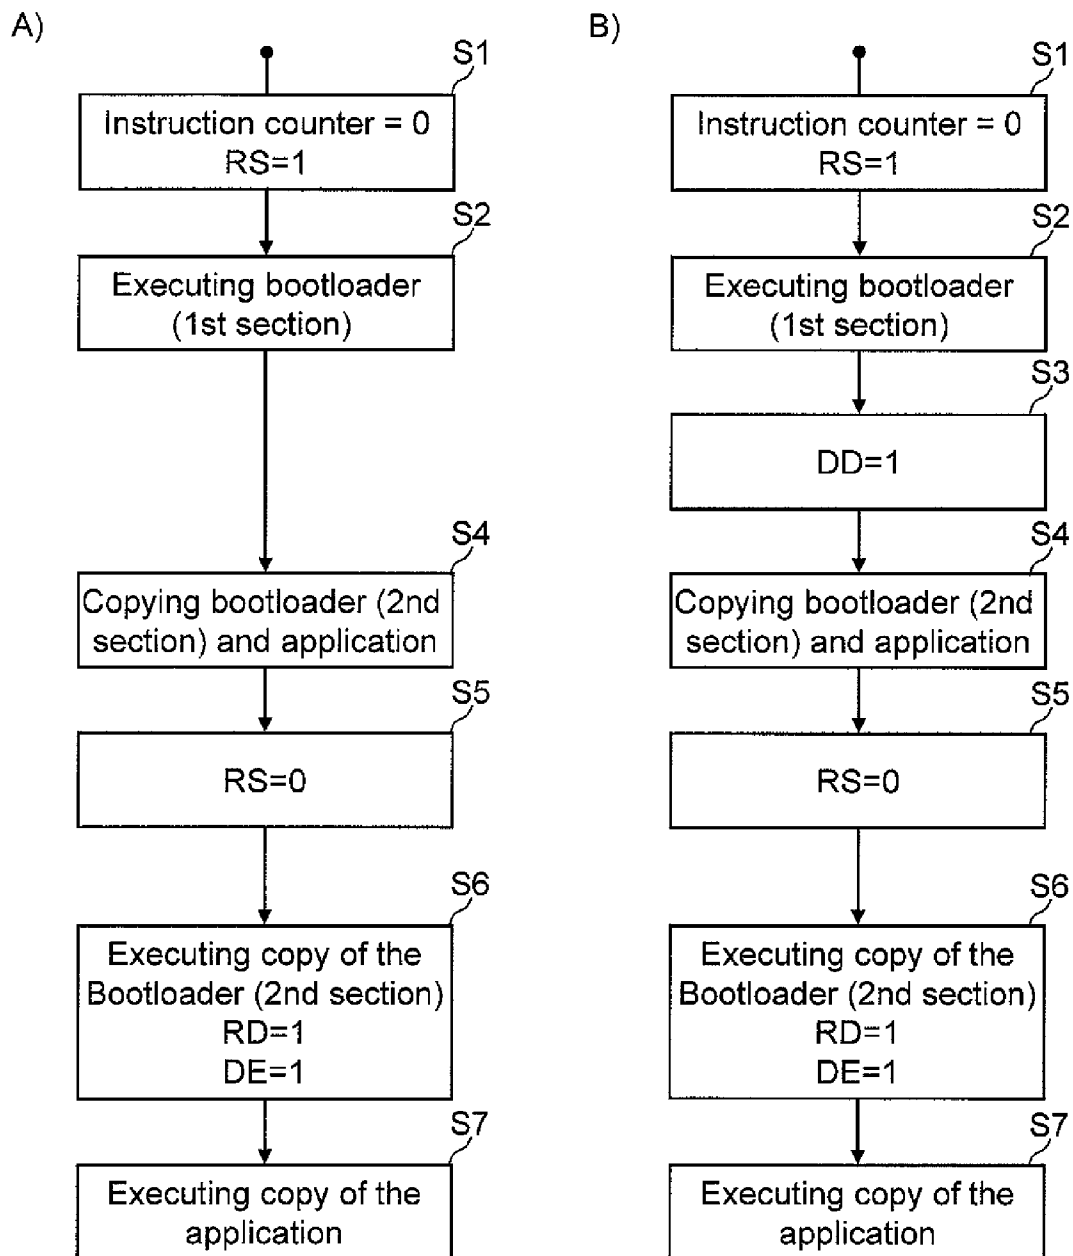 A)
S1
Instruction counter = 0
RS=1
S2
Executing bootloader
(1st section)
S4
Copying bootloader (2nd
section) and application
S5
RS=0
S6
Executing copy of the
Bootloader (2nd section)
RD=1
DE=1
S7
Executing copy of the
application
B)
S1
Instruction counter = 0
RS=1
S2
Executing bootloader
(1st section)
S3
DD=1
S4
Copying bootloader (2nd
section) and application
S5
RS=0
S6
Executing copy of the
Bootloader (2nd section)
RD=1
DE=1
S7
Executing copy of the
application